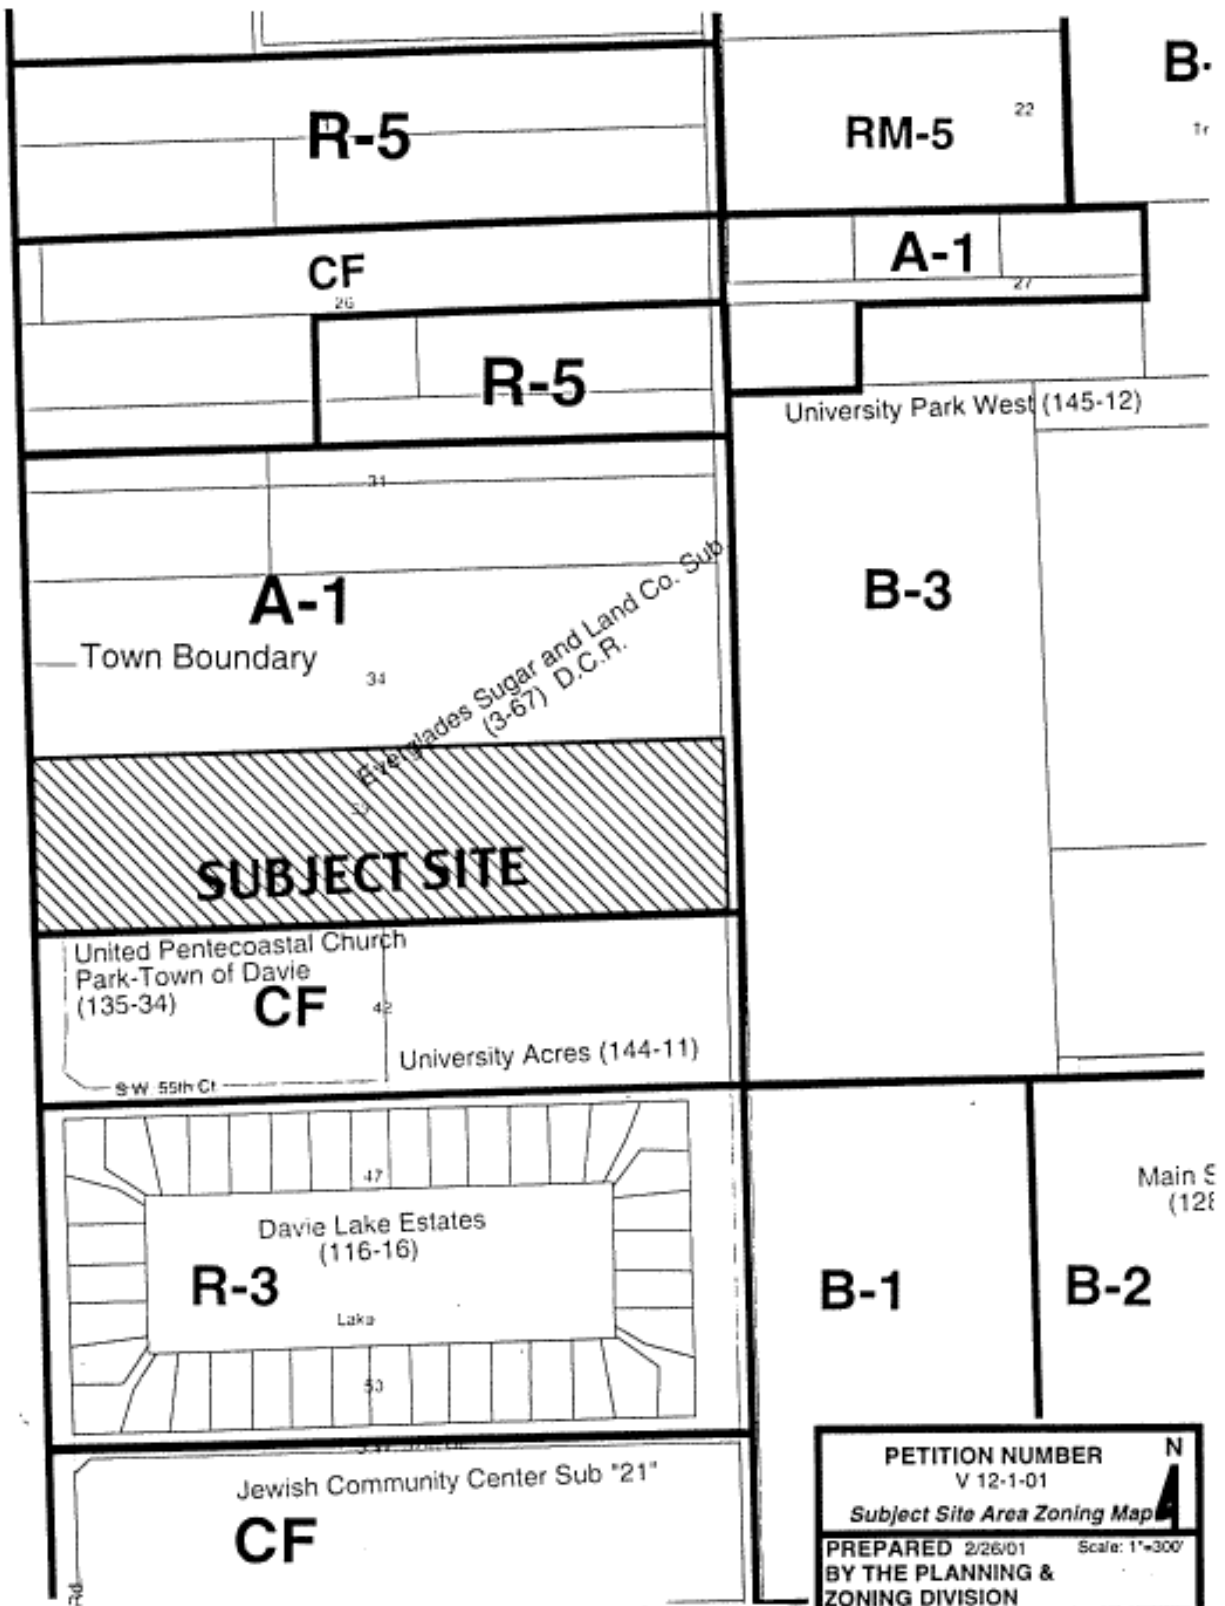 B-
R-5
RM-5
22
Tr
CF
26
A-1
27
R-5
University Park West (145-12)
31
A-1
B-3
Everglades Sugar and Land Co. Sub
(3-67) D.C.R.
Town Boundary
34
SUBJECT SITE
United Pentecoastal Church
Park-Town of Davie
(135-34)
CF
42
University Acres (144-11)
S.W. 55th Ct
47
Davie Lake Estates
(116-16)
R-3
Lake
53
B-1
B-2
Main S
(128
Jewish Community Center Sub "21"
CF
Rd
PETITION NUMBER
V 12-1-01
N
Subject Site Area Zoning Map
PREPARED 2/26/01 Scale: 1"=300'
BY THE PLANNING &
ZONING DIVISION